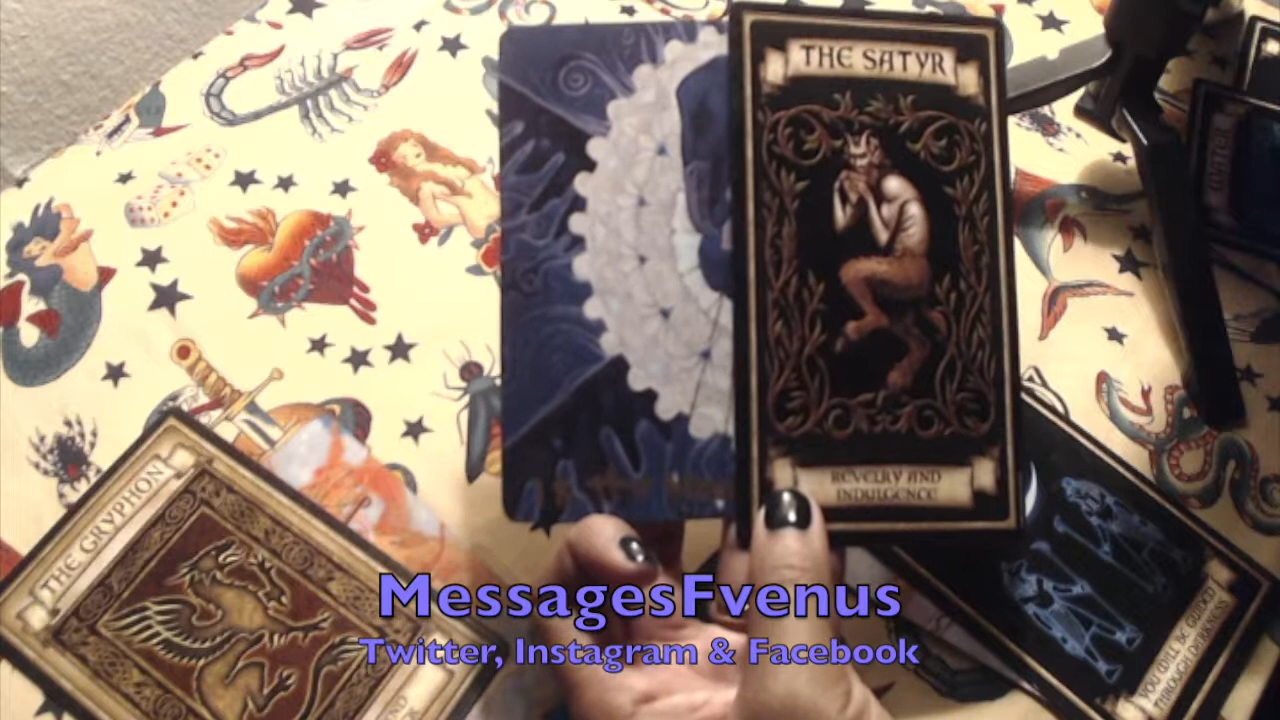 THE SATYR
REVELRY AND
INDULGENCE
THE GRYPHON
YOU WILL BE GUIDED
THROUGH DARKNESS
MessagesFvenus
Twitter, Instagram & Facebook